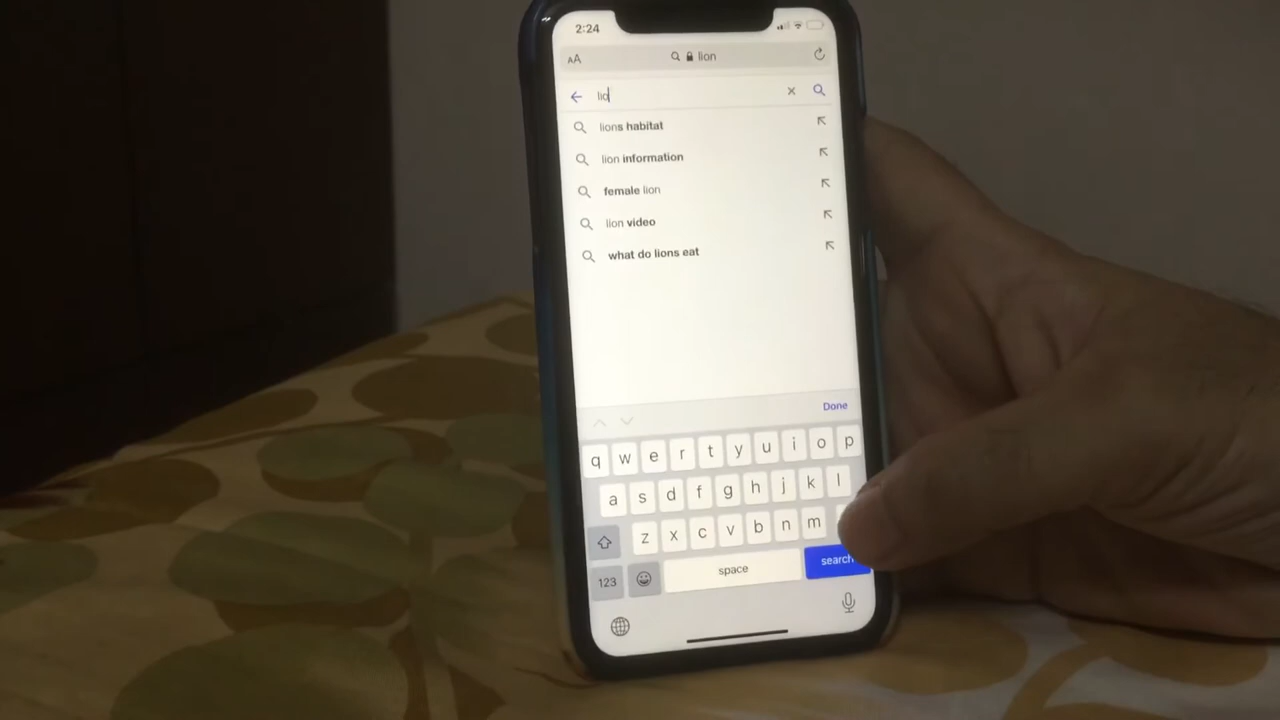 2:24
AA lion
lio
lions habitat
lion information
female lion
lion video
what do lions eat
Done
q w e r t y u i o p
a s d f g h j k l
z x c v b n m
123 space search